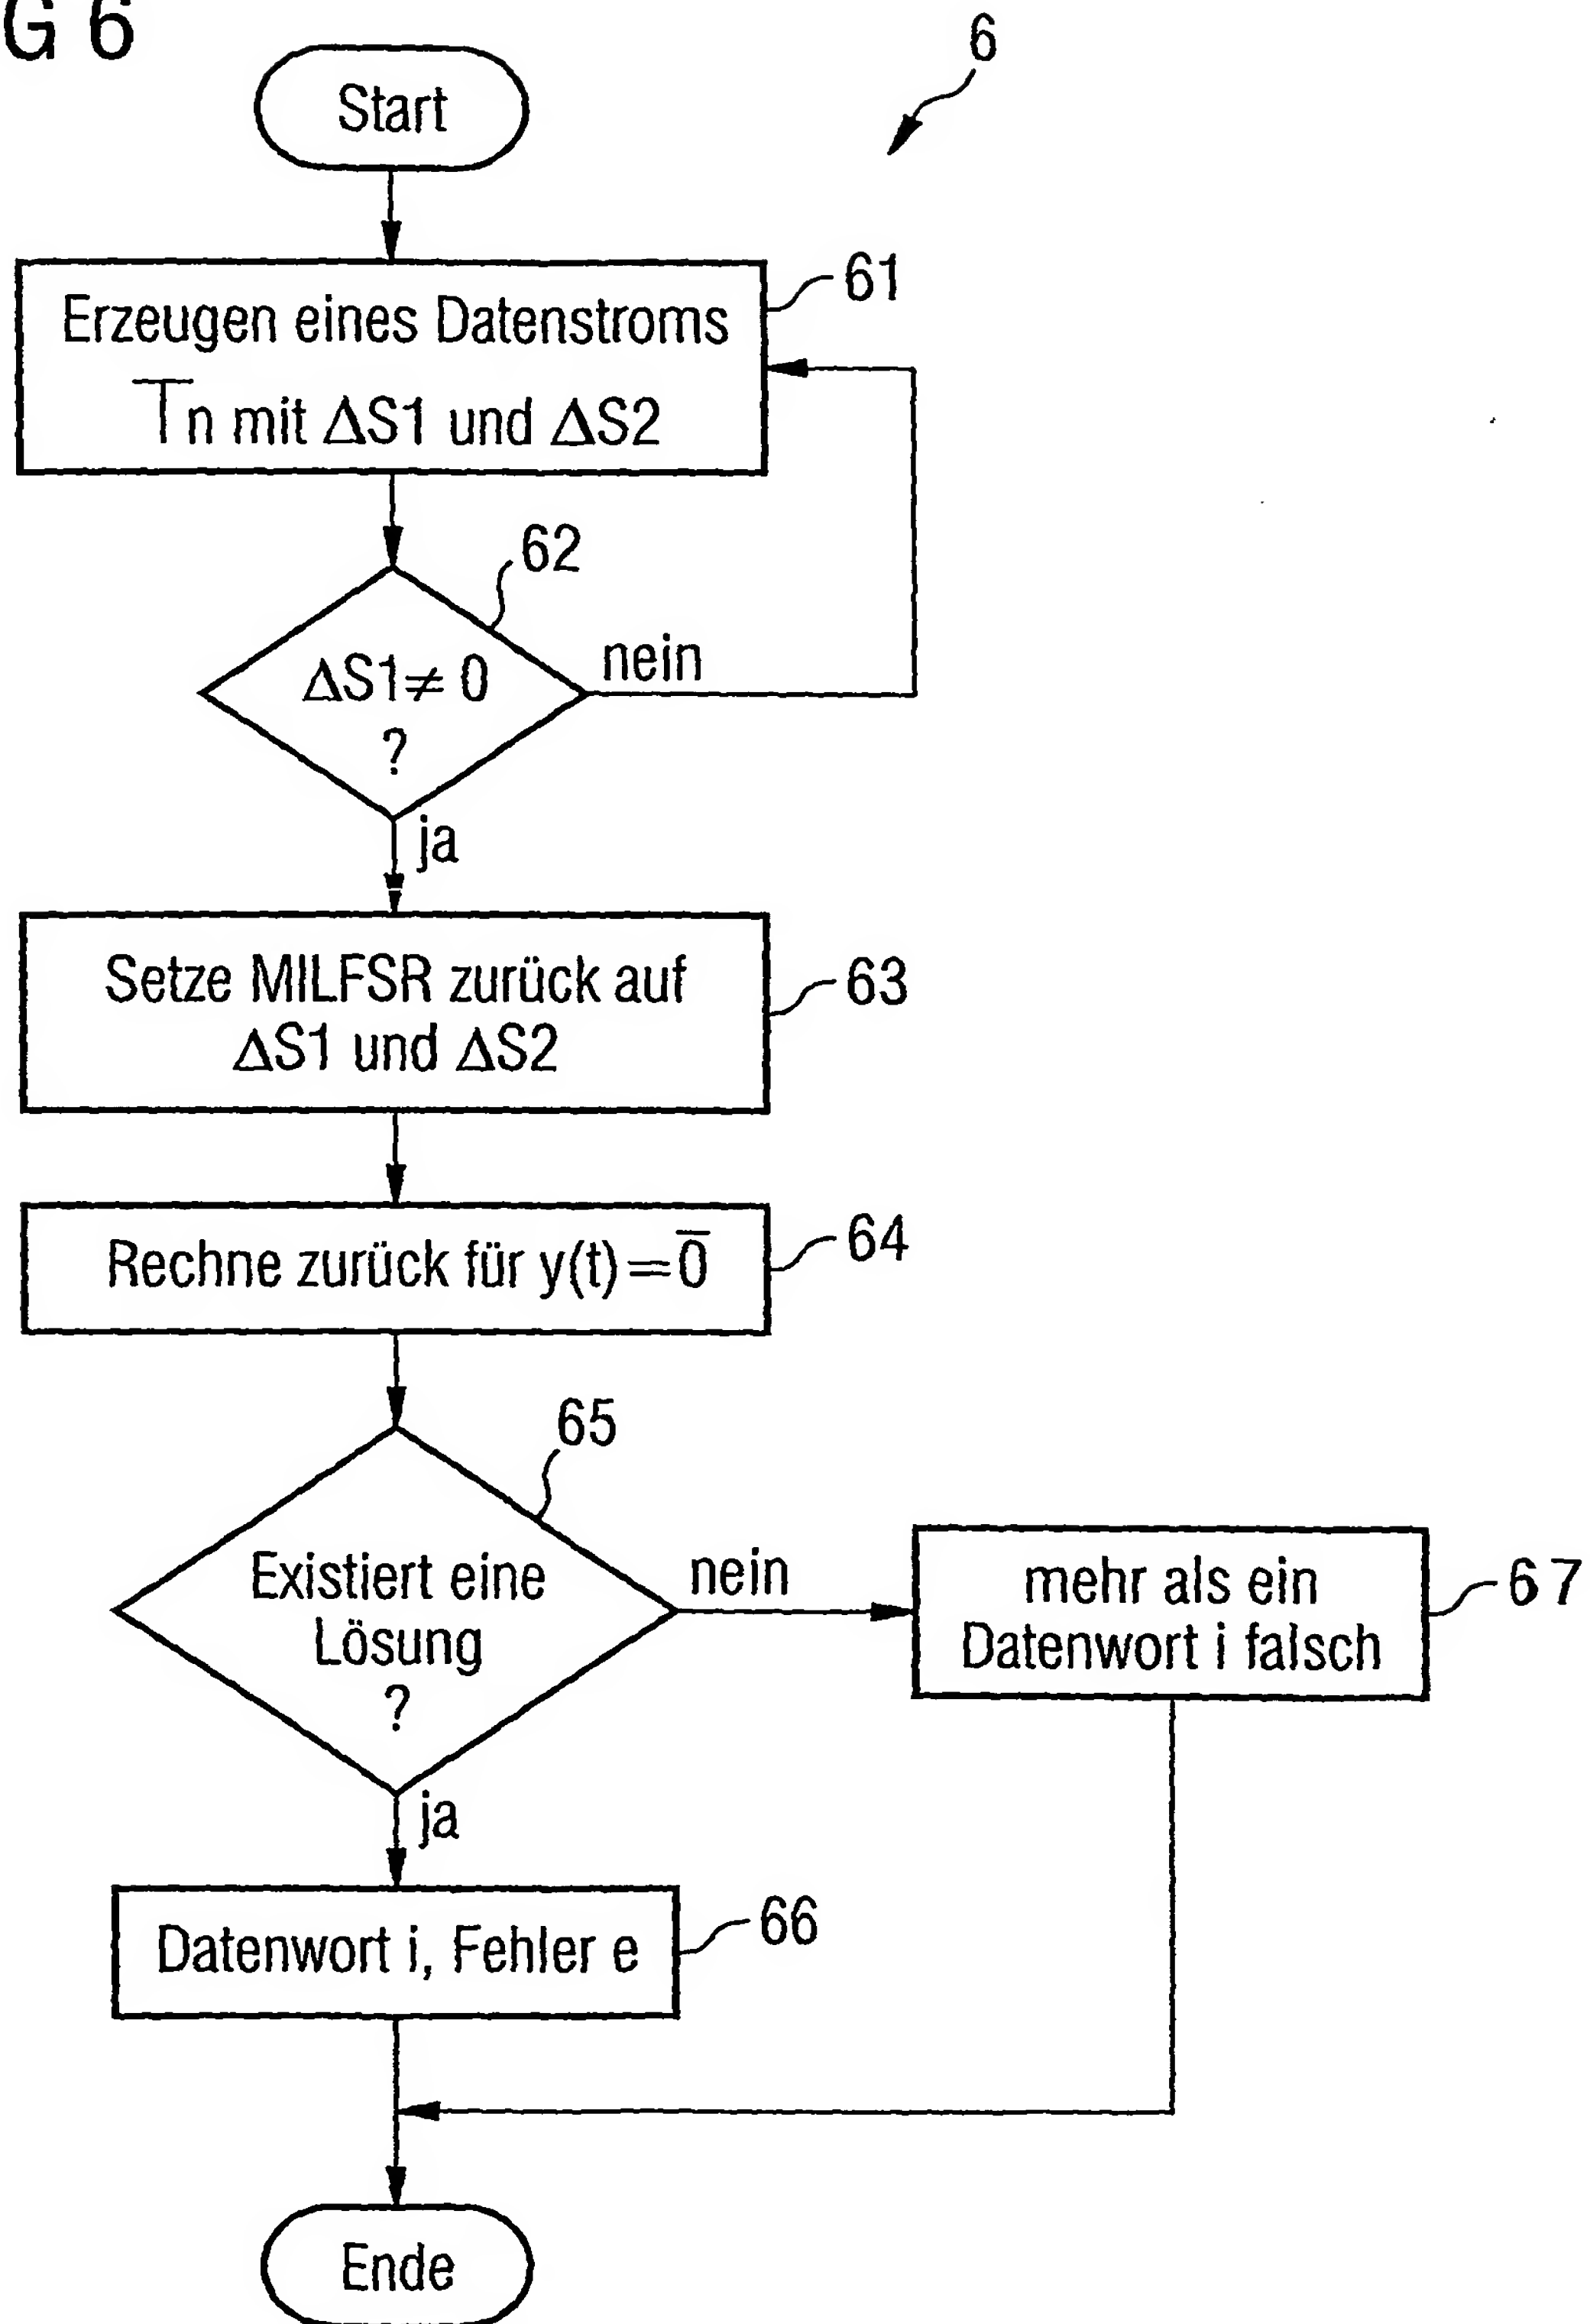 G 6
6
Start
61
Erzeugen eines Datenstroms
T̅n mit ΔS1 und ΔS2
62
ΔS1≠ 0
?
nein
ja
63
Setze MILFSR zurück auf
ΔS1 und ΔS2
64
Rechne zurück für y(t) = 0̅
65
Existiert eine
Lösung
?
nein
mehr als ein
Datenwort i falsch
67
ja
66
Datenwort i, Fehler e
Ende